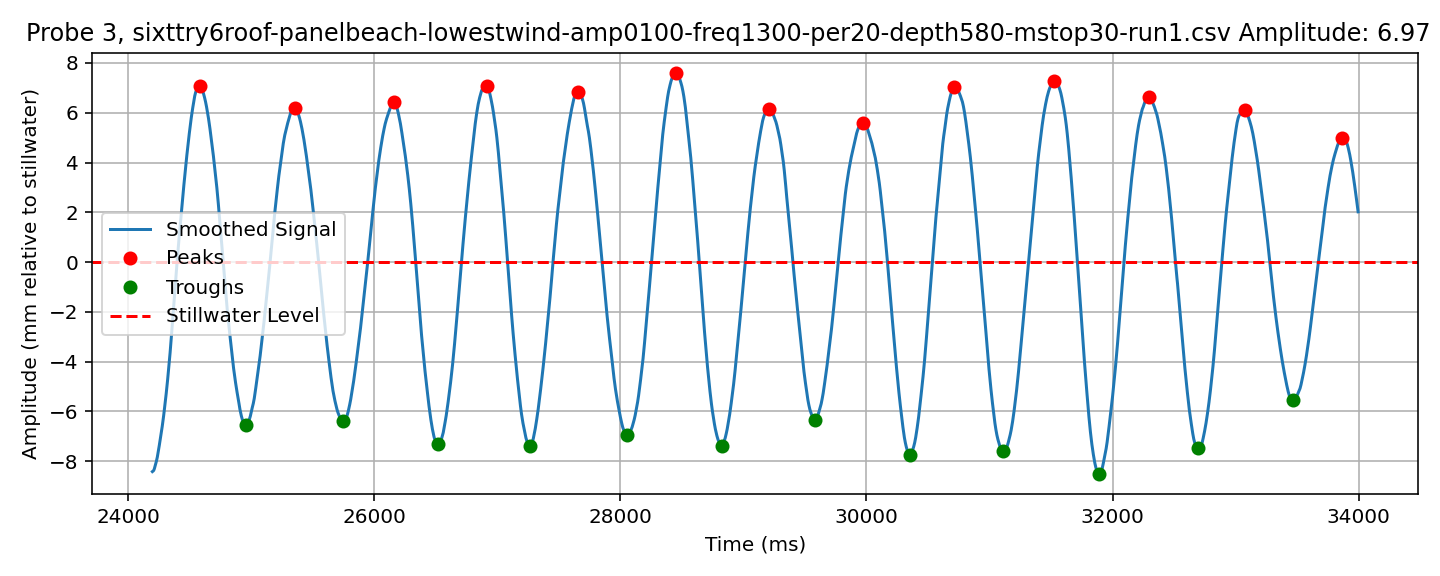 Probe 3, sixttry6roof-panelbeach-lowestwind-amp0100-freq1300-per20-depth580-mstop30-run1.csv Amplitude: 6.97
Amplitude (mm relative to stillwater)
8
6
4
2
0
−2
−4
−6
−8
Smoothed Signal
Peaks
Troughs
Stillwater Level
24000 26000 28000 30000 32000 34000
Time (ms)